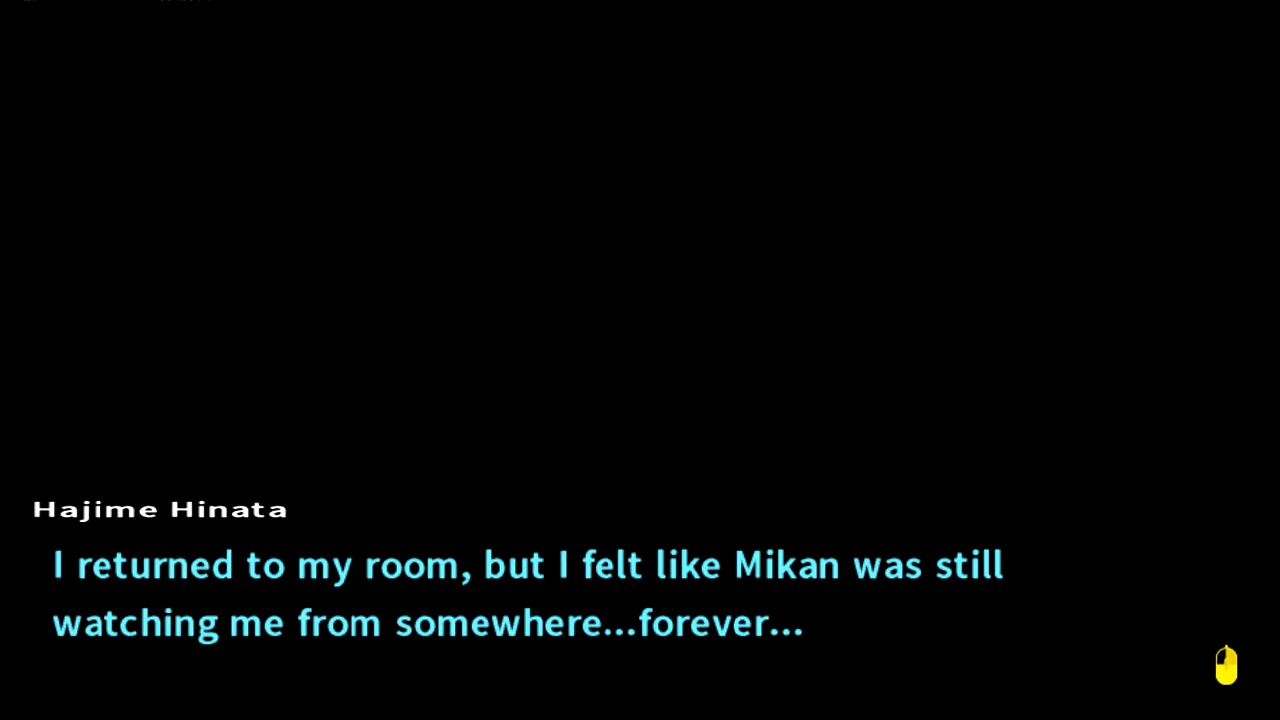 Hajime Hinata
I returned to my room, but I felt like Mikan was still
watching me from somewhere...forever...